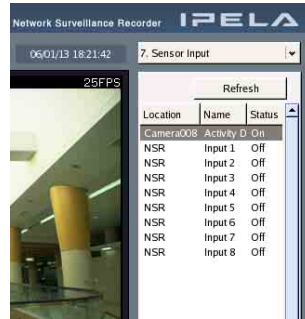 Network Surveillance Recorder IPELA
06/01/13 18:21:42
7. Sensor Input
25FPS
Refresh
Location Name Status
Camera008 Activity D On
NSR Input 1 Off
NSR Input 2 Off
NSR Input 3 Off
NSR Input 4 Off
NSR Input 5 Off
NSR Input 6 Off
NSR Input 7 Off
NSR Input 8 Off